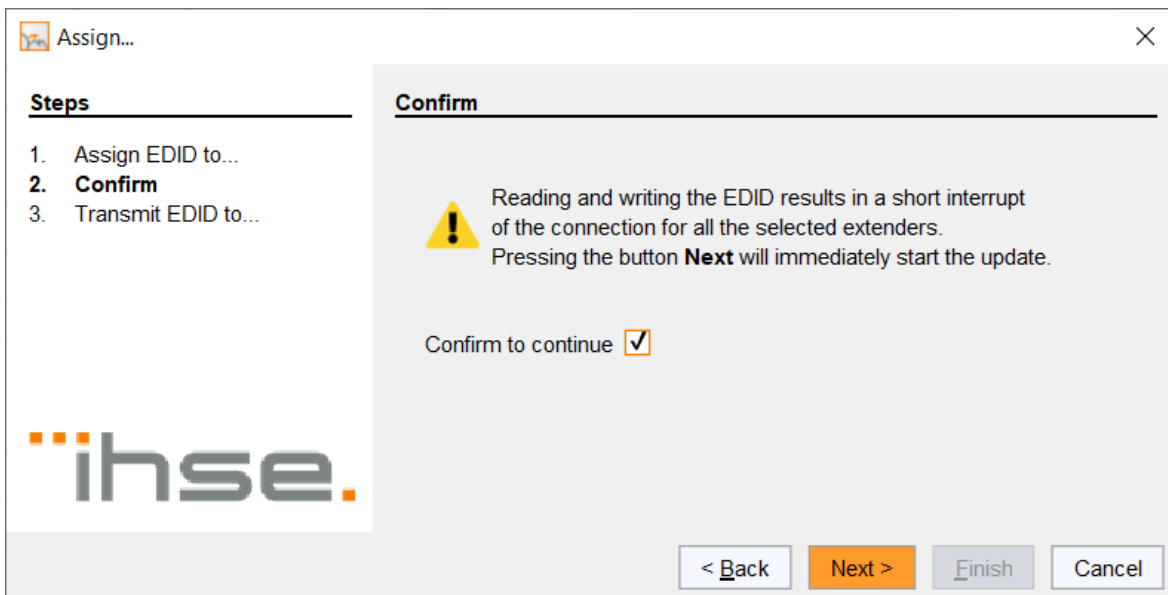 Assign...
Steps
1. Assign EDID to...
2. Confirm
3. Transmit EDID to...
Confirm
Reading and writing the EDID results in a short interrupt
of the connection for all the selected extenders.
Pressing the button Next will immediately start the update.
Confirm to continue
ihse.
< Back Next > Finish Cancel